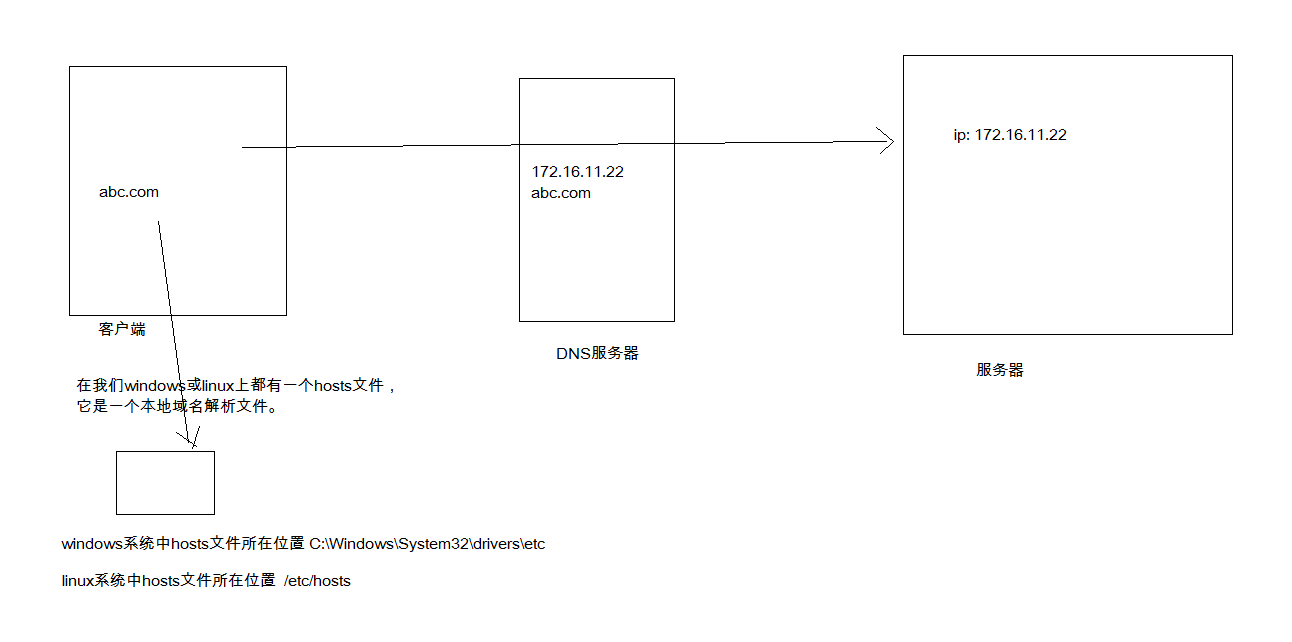 abc.com
客户端
172.16.11.22
abc.com
DNS服务器
ip: 172.16.11.22
服务器
在我们windows或linux上都有一个hosts文件，
它是一个本地域名解析文件。
windows系统中hosts文件所在位置 C:\Windows\System32\drivers\etc
linux系统中hosts文件所在位置  /etc/hosts